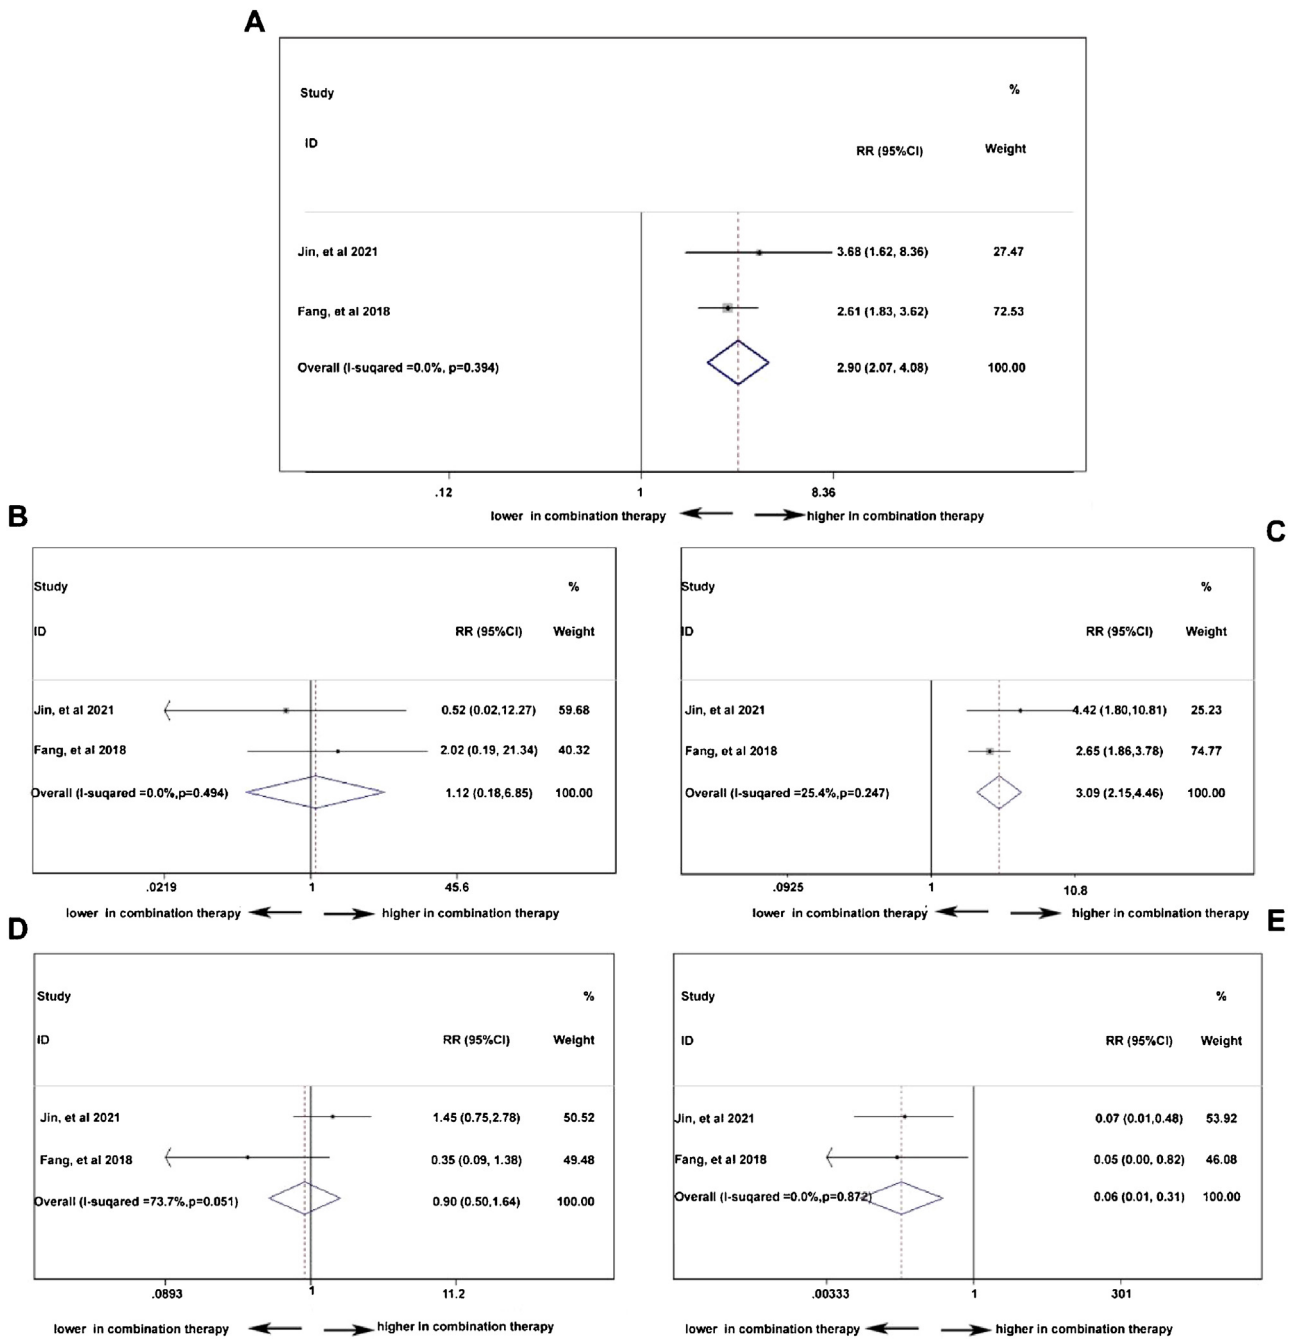 A
Study %
ID RR (95%CI) Weight
Jin, et al 2021 3.68 (1.62, 8.36) 27.47
Fang, et al 2018 2.61 (1.83, 3.62) 72.53
Overall (I-suqared =0.0%, p=0.394) 2.90 (2.07, 4.08) 100.00
.12 1 8.36
lower in combination therapy higher in combination therapy
B
Study %
ID RR (95%CI) Weight
Jin, et al 2021 0.52 (0.02,12.27) 59.68
Fang, et al 2018 2.02 (0.19, 21.34) 40.32
Overall (I-suqared =0.0%,p=0.494) 1.12 (0.18,6.85) 100.00
.0219 1 45.6
lower in combination therapy higher in combination therapy
C
Study %
ID RR (95%CI) Weight
Jin, et al 2021 4.42 (1.80,10.81) 25.23
Fang, et al 2018 2.65 (1.86,3.78) 74.77
Overall (I-suqared =25.4%,p=0.247) 3.09 (2.15,4.46) 100.00
.0925 1 10.8
lower in combination therapy higher in combination therapy
D
Study %
ID RR (95%CI) Weight
Jin, et al 2021 1.45 (0.75,2.78) 50.52
Fang, et al 2018 0.35 (0.09, 1.38) 49.48
Overall (I-suqared =73.7%,p=0.051) 0.90 (0.50,1.64) 100.00
.0893 1 11.2
lower in combination therapy higher in combination therapy
E
Study %
ID RR (95%CI) Weight
Jin, et al 2021 0.07 (0.01,0.48) 53.92
Fang, et al 2018 0.05 (0.00, 0.82) 46.08
Overall (I-suqared =0.0%,p=0.872) 0.06 (0.01, 0.31) 100.00
.00333 1 301
lower in combination therapy higher in combination therapy